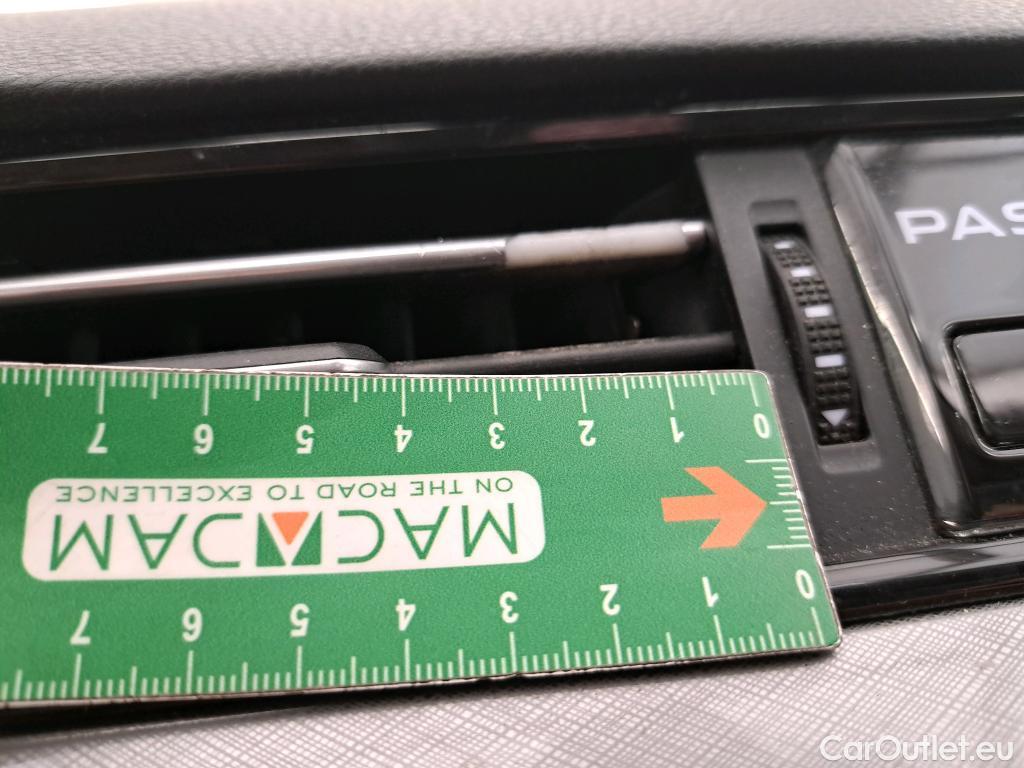 PAS
7 6 5 4 3 2 1 0
ON THE ROAD TO EXCELLENCE
MACADAM
7 6 5 4 3 2 1 0
CarOutlet.eu